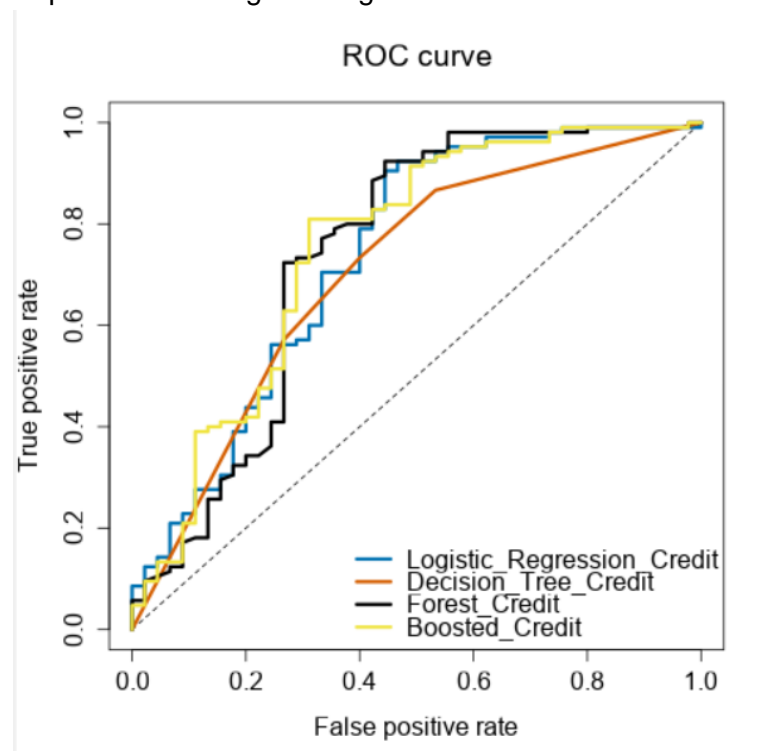 ROC curve
True positive rate
1.0
0.8
0.6
0.4
0.2
0.0
Logistic_Regression_Credit
Decision_Tree_Credit
Forest_Credit
Boosted_Credit
0.0 0.2 0.4 0.6 0.8 1.0
False positive rate